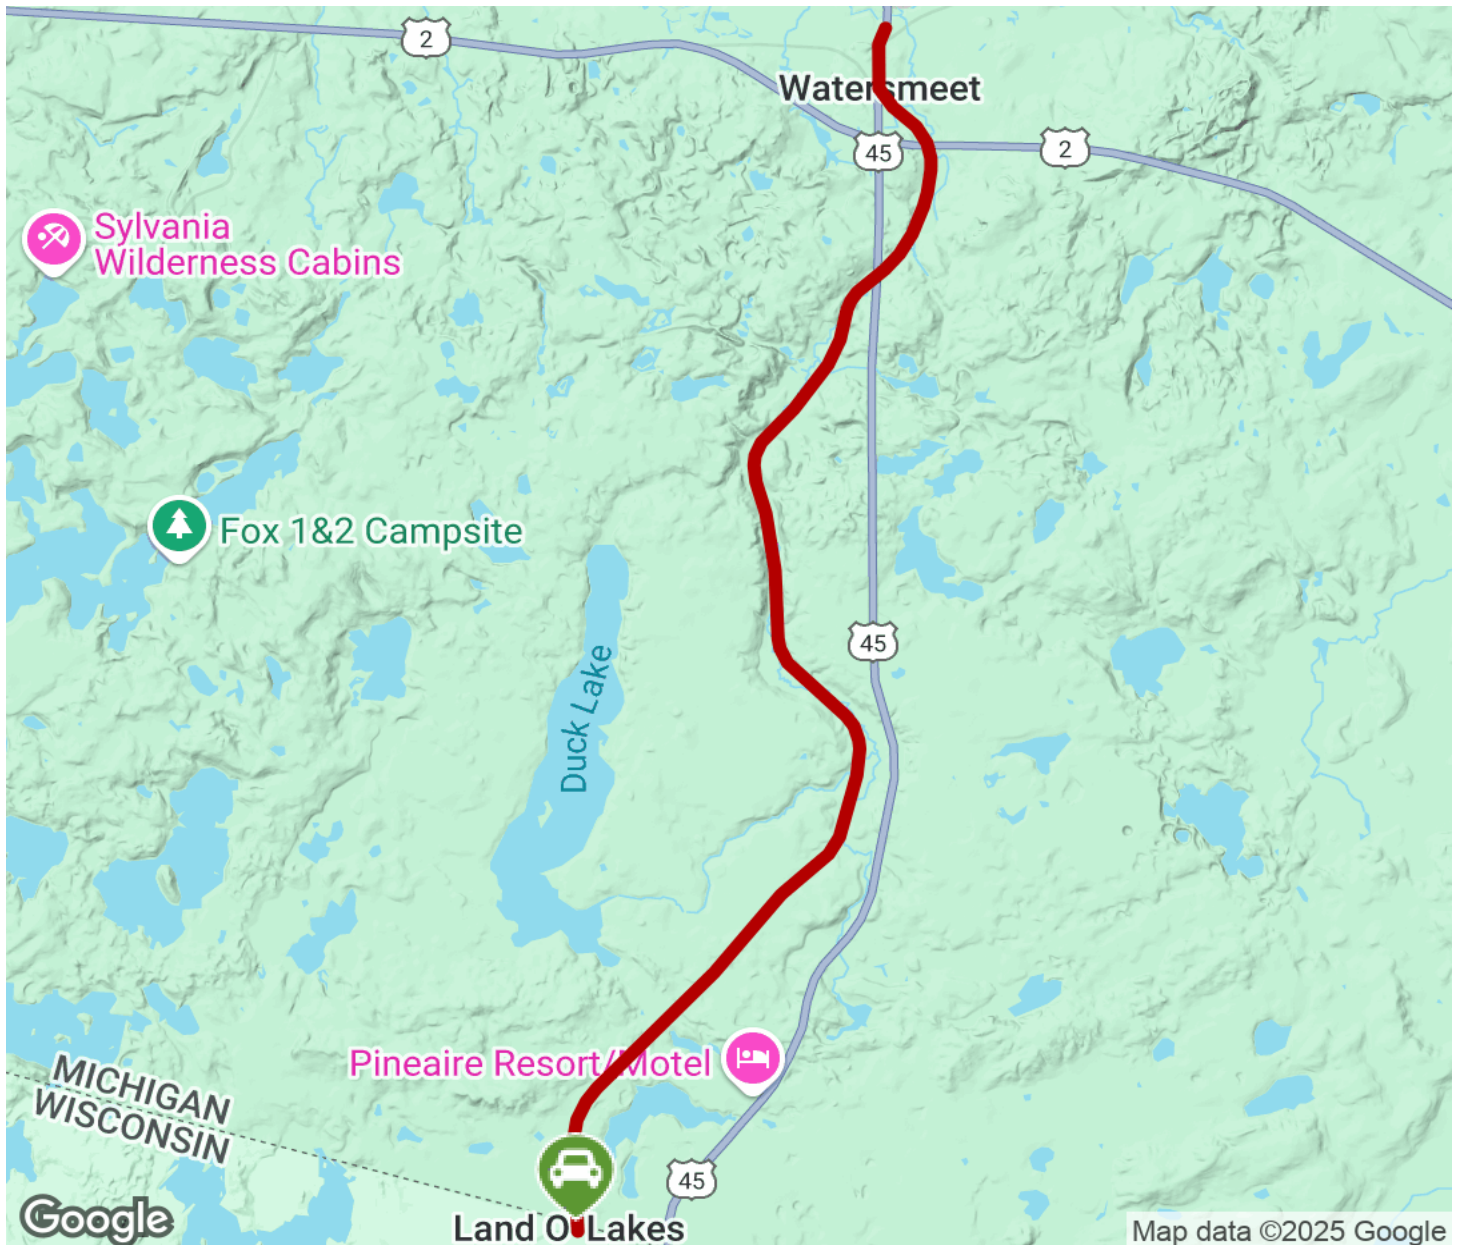 2
Watersmeet
45
2
Sylvania
Wilderness Cabins
Fox 1&2 Campsite
45
Duck Lake
Pineaire Resort/Motel
MICHIGAN
WISCONSIN
45
Land O' Lakes
Google
Map data ©2025 Google